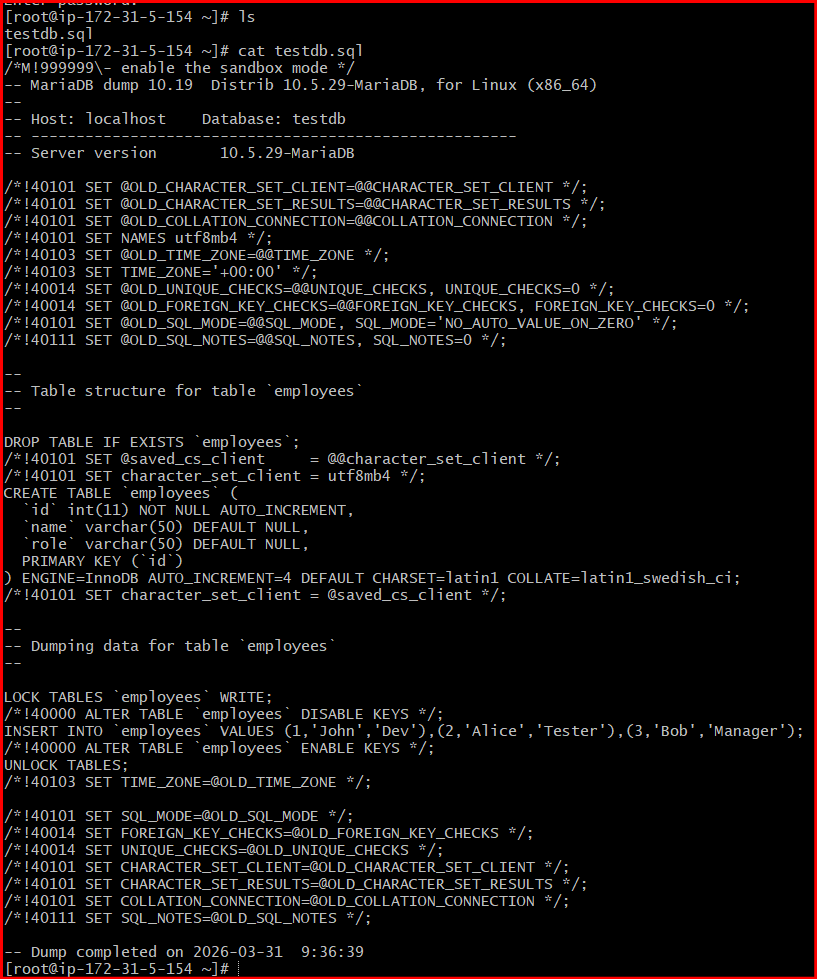 Enter password:
[root@ip-172-31-5-154 ~]# ls
testdb.sql
[root@ip-172-31-5-154 ~]# cat testdb.sql
/*M!999999\- enable the sandbox mode */
-- MariaDB dump 10.19  Distrib 10.5.29-MariaDB, for Linux (x86_64)
--
-- Host: localhost    Database: testdb
-- ------------------------------------------------------
-- Server version       10.5.29-MariaDB

/*!40101 SET @OLD_CHARACTER_SET_CLIENT=@@CHARACTER_SET_CLIENT */;
/*!40101 SET @OLD_CHARACTER_SET_RESULTS=@@CHARACTER_SET_RESULTS */;
/*!40101 SET @OLD_COLLATION_CONNECTION=@@COLLATION_CONNECTION */;
/*!40101 SET NAMES utf8mb4 */;
/*!40103 SET @OLD_TIME_ZONE=@@TIME_ZONE */;
/*!40103 SET TIME_ZONE='+00:00' */;
/*!40014 SET @OLD_UNIQUE_CHECKS=@@UNIQUE_CHECKS, UNIQUE_CHECKS=0 */;
/*!40014 SET @OLD_FOREIGN_KEY_CHECKS=@@FOREIGN_KEY_CHECKS, FOREIGN_KEY_CHECKS=0 */;
/*!40101 SET @OLD_SQL_MODE=@@SQL_MODE, SQL_MODE='NO_AUTO_VALUE_ON_ZERO' */;
/*!40111 SET @OLD_SQL_NOTES=@@SQL_NOTES, SQL_NOTES=0 */;

--
-- Table structure for table `employees`
--

DROP TABLE IF EXISTS `employees`;
/*!40101 SET @saved_cs_client     = @@character_set_client */;
/*!40101 SET character_set_client = utf8mb4 */;
CREATE TABLE `employees` (
  `id` int(11) NOT NULL AUTO_INCREMENT,
  `name` varchar(50) DEFAULT NULL,
  `role` varchar(50) DEFAULT NULL,
  PRIMARY KEY (`id`)
) ENGINE=InnoDB AUTO_INCREMENT=4 DEFAULT CHARSET=latin1 COLLATE=latin1_swedish_ci;
/*!40101 SET character_set_client = @saved_cs_client */;

--
-- Dumping data for table `employees`
--

LOCK TABLES `employees` WRITE;
/*!40000 ALTER TABLE `employees` DISABLE KEYS */;
INSERT INTO `employees` VALUES (1,'John','Dev'),(2,'Alice','Tester'),(3,'Bob','Manager');
/*!40000 ALTER TABLE `employees` ENABLE KEYS */;
UNLOCK TABLES;
/*!40103 SET TIME_ZONE=@OLD_TIME_ZONE */;

/*!40101 SET SQL_MODE=@OLD_SQL_MODE */;
/*!40014 SET FOREIGN_KEY_CHECKS=@OLD_FOREIGN_KEY_CHECKS */;
/*!40014 SET UNIQUE_CHECKS=@OLD_UNIQUE_CHECKS */;
/*!40101 SET CHARACTER_SET_CLIENT=@OLD_CHARACTER_SET_CLIENT */;
/*!40101 SET CHARACTER_SET_RESULTS=@OLD_CHARACTER_SET_RESULTS */;
/*!40101 SET COLLATION_CONNECTION=@OLD_COLLATION_CONNECTION */;
/*!40111 SET SQL_NOTES=@OLD_SQL_NOTES */;

-- Dump completed on 2026-03-31  9:36:39
[root@ip-172-31-5-154 ~]#